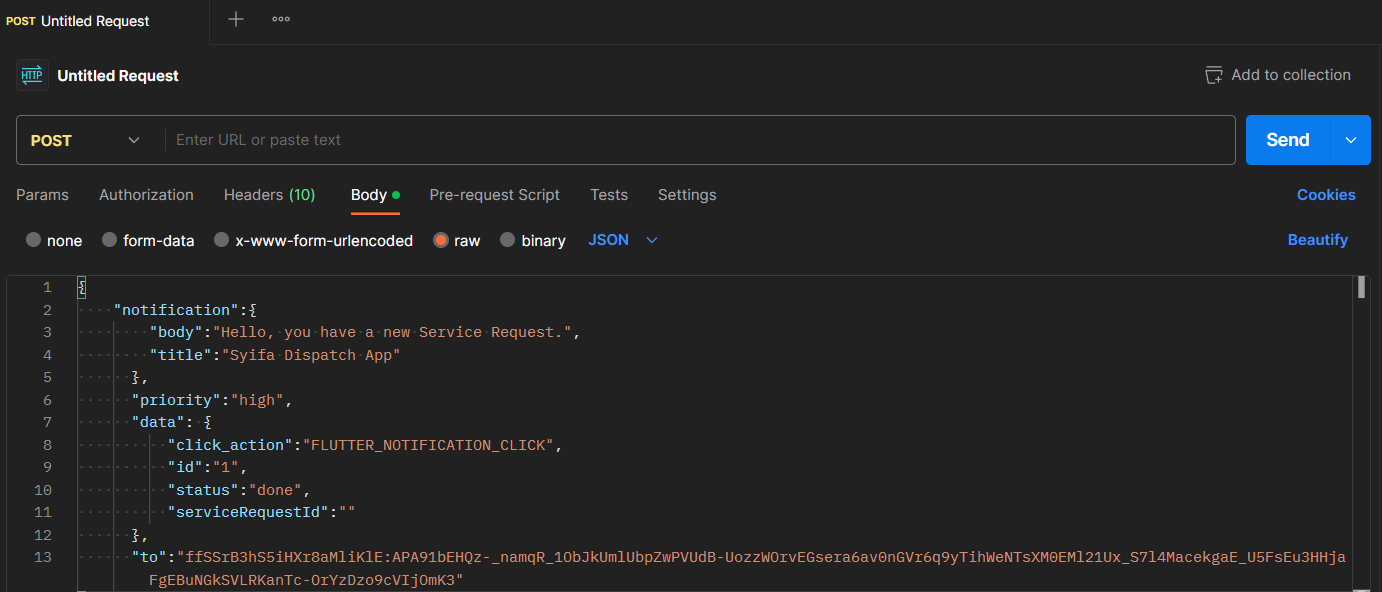 POST Untitled Request
HTTP Untitled Request
Add to collection
POST
Enter URL or paste text
Send
Params Authorization Headers (10) Body Pre-request Script Tests Settings Cookies
none form-data x-www-form-urlencoded raw binary JSON Beautify
1 {
2 "notification":{
3 "body":"Hello, you have a new Service Request.",
4 "title":"Syifa Dispatch App"
5 },
6 "priority":"high",
7 "data": {
8 "click_action":"FLUTTER_NOTIFICATION_CLICK",
9 "id":"1",
10 "status":"done",
11 "serviceRequestId":""
12 },
13 "to":"ffSSrB3hS5iHXr8aMliKlE:APA91bEHQz-_namqR_1ObJkUmlUbpZwPVUdB-UozzWOrvEGsera6av0nGVr6q9yTihWeNTsXM0EMl21Ux_S7l4MacekgaE_U5FsEu3HHja
FgEBuNGkSVLRKanTc-OrYzDzo9cVIjOmK3"